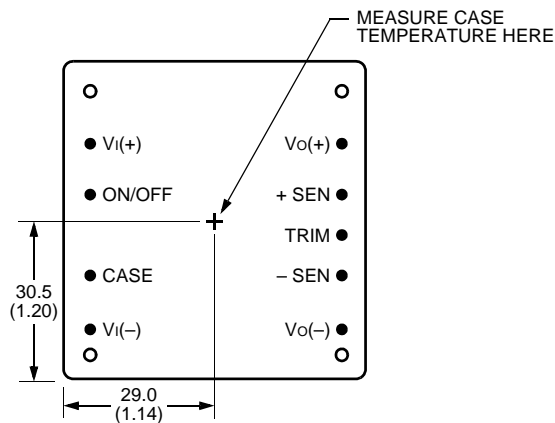 MEASURE CASE
TEMPERATURE HERE
VI(+)
VO(+)
ON/OFF
+ SEN
TRIM
CASE
– SEN
30.5
(1.20)
VI(–)
VO(–)
29.0
(1.14)